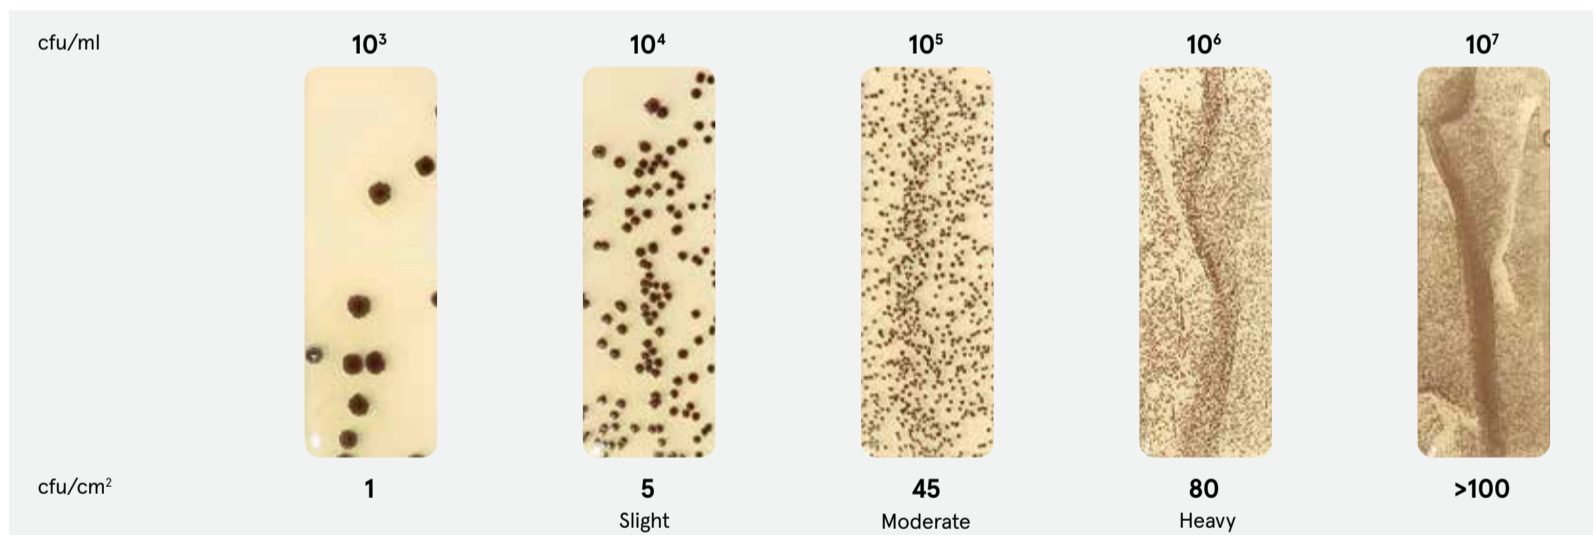 cfu/ml 10³ 10⁴ 10⁵ 10⁶ 10⁷
cfu/cm² 1 5 45 80 >100
Slight Moderate Heavy